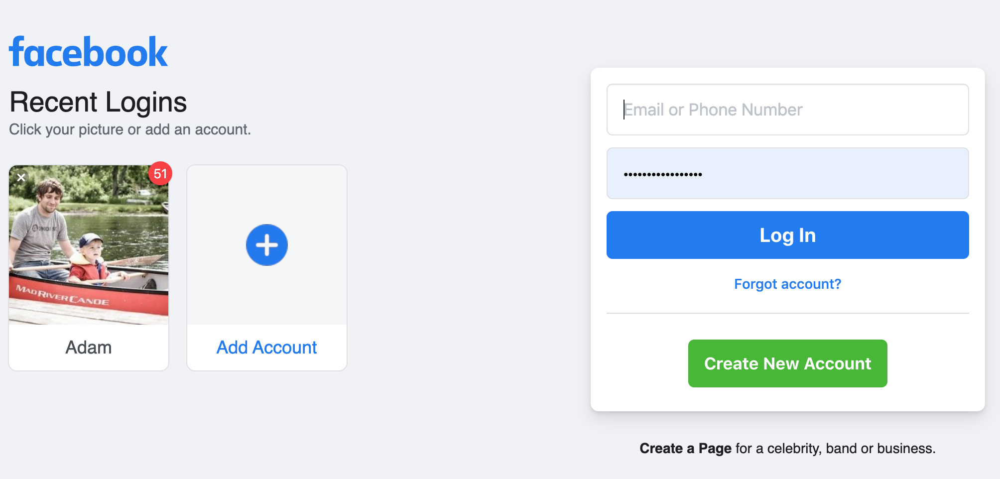 facebook
Recent Logins
Click your picture or add an account.
51
MAD RIVER CANOE
Adam
Add Account
Email or Phone Number
•••••••••••••••••
Log In
Forgot account?
Create New Account
Create a Page for a celebrity, band or business.